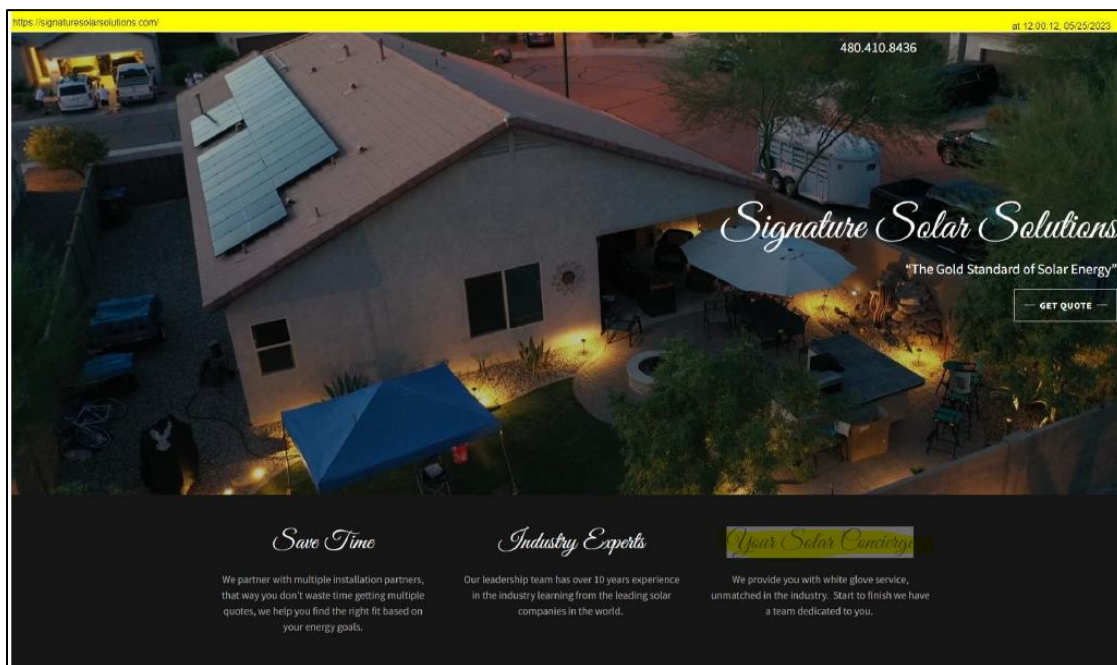 https://signaturesolarsolutions.com/
at 12:00:12, 05/25/2023
480.410.8436
Signature Solar Solutions
"The Gold Standard of Solar Energy"
— GET QUOTE —
Save Time
We partner with multiple installation partners,
that way you don't waste time getting multiple
quotes, we help you find the right fit based on
your energy goals.
Industry Experts
Our leadership team has over 10 years experience
in the industry learning from the leading solar
companies in the world.
Your Solar Concierge
We provide you with white glove service,
unmatched in the industry. Start to finish we have
a team dedicated to you.